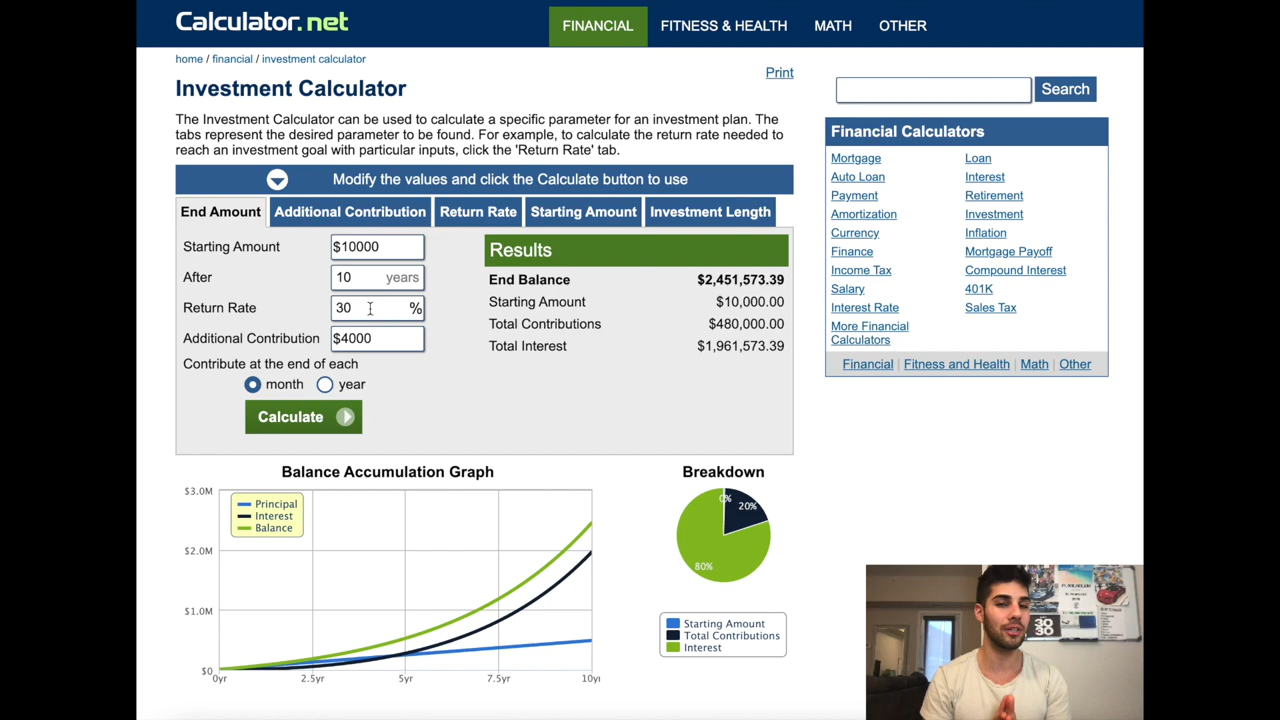 Calculator.net
FINANCIAL
FITNESS & HEALTH
MATH
OTHER
home / financial / investment calculator
Print
Investment Calculator
The Investment Calculator can be used to calculate a specific parameter for an investment plan. The
tabs represent the desired parameter to be found. For example, to calculate the return rate needed to
reach an investment goal with particular inputs, click the 'Return Rate' tab.
Modify the values and click the Calculate button to use
End Amount
Additional Contribution
Return Rate
Starting Amount
Investment Length
Starting Amount $10000
After 10 years
Return Rate 30 %
Additional Contribution $4000
Contribute at the end of each
month year
Calculate
Results
End Balance $2,451,573.39
Starting Amount $10,000.00
Total Contributions $480,000.00
Total Interest $1,961,573.39
Balance Accumulation Graph
$3.0M
$2.0M
$1.0M
$0
Principal
Interest
Balance
0yr 2.5yr 5yr 7.5yr 10yr
Breakdown
0%
20%
80%
Starting Amount
Total Contributions
Interest
Search
Financial Calculators
Mortgage Loan
Auto Loan Interest
Payment Retirement
Amortization Investment
Currency Inflation
Finance Mortgage Payoff
Income Tax Compound Interest
Salary 401K
Interest Rate Sales Tax
More Financial
Calculators
Financial | Fitness and Health | Math | Other
30
30